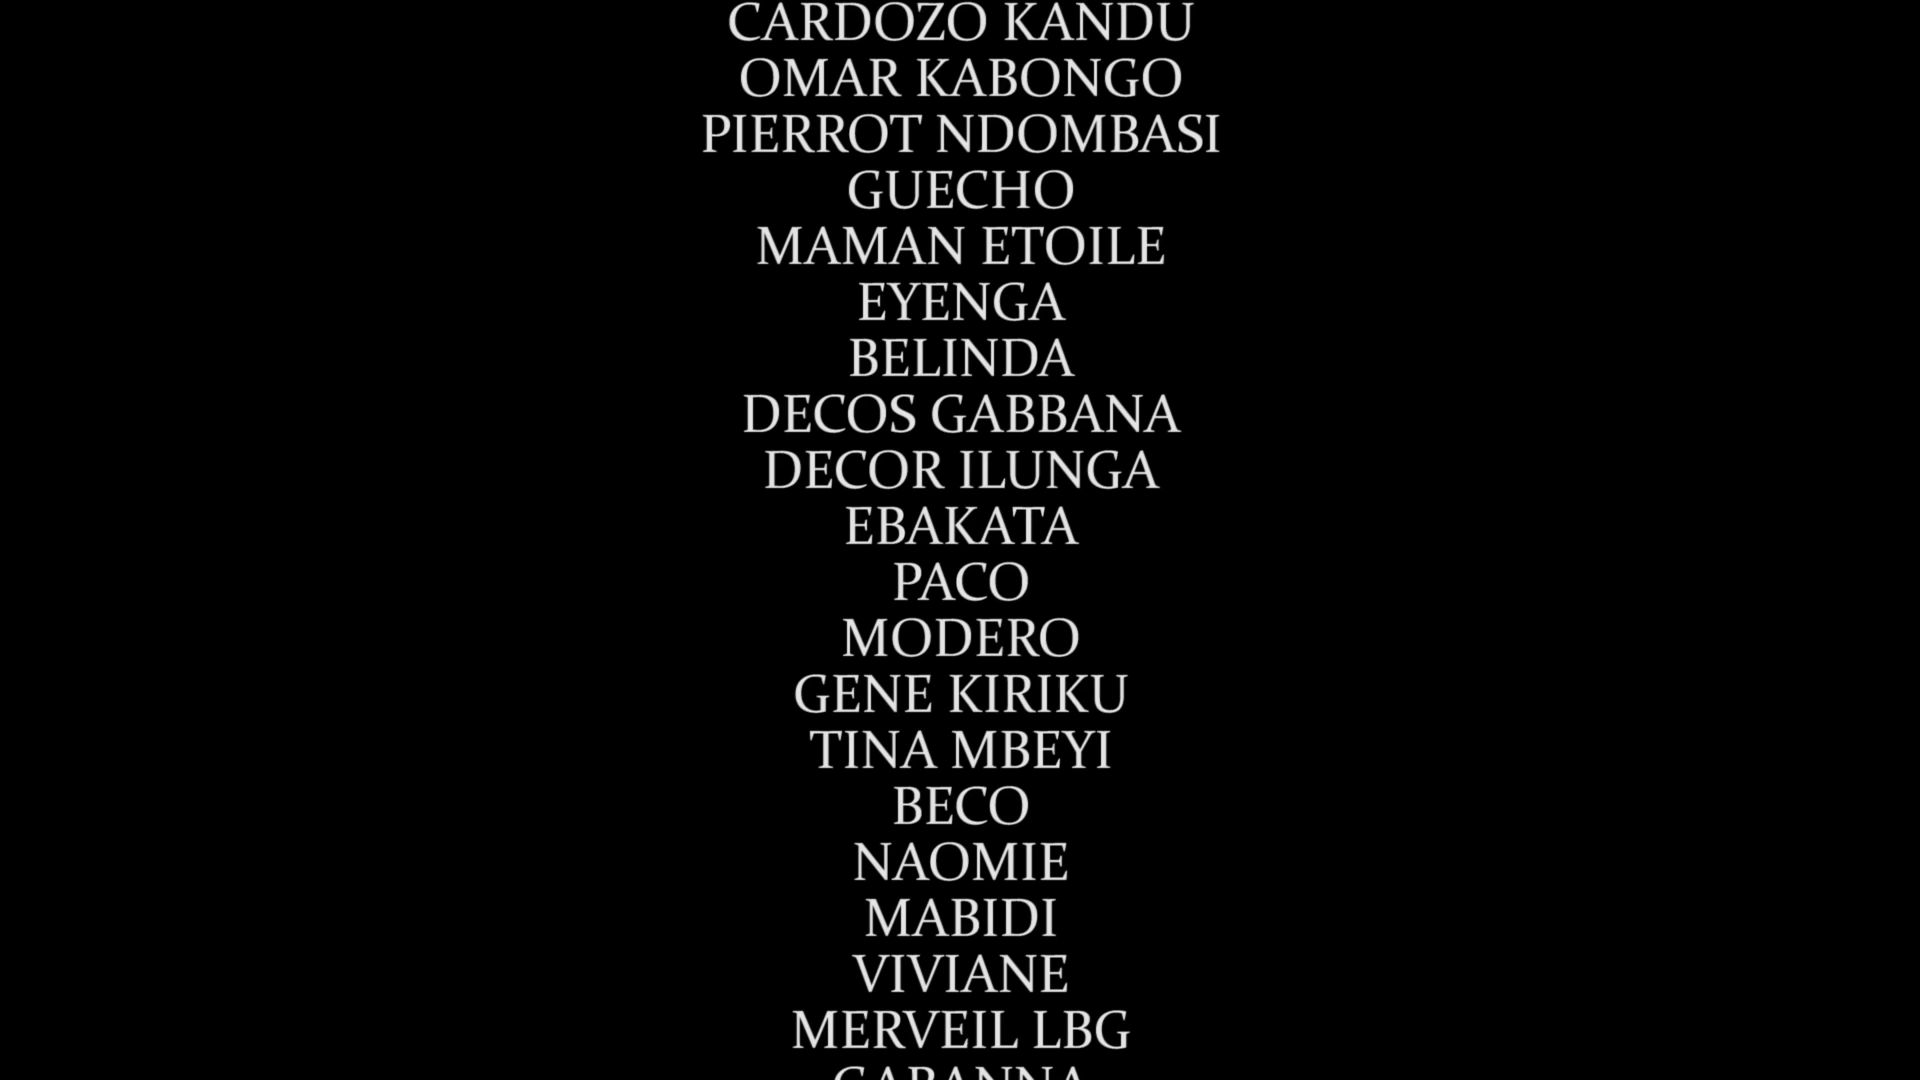 CARDOZO KANDU
OMAR KABONGO
PIERROT NDOMBASI
GUECHO
MAMAN ETOILE
EYENGA
BELINDA
DECOS GABBANA
DECOR ILUNGA
EBAKATA
PACO
MODERO
GENE KIRIKU
TINA MBEYI
BECO
NAOMIE
MABIDI
VIVIANE
MERVEIL LBG